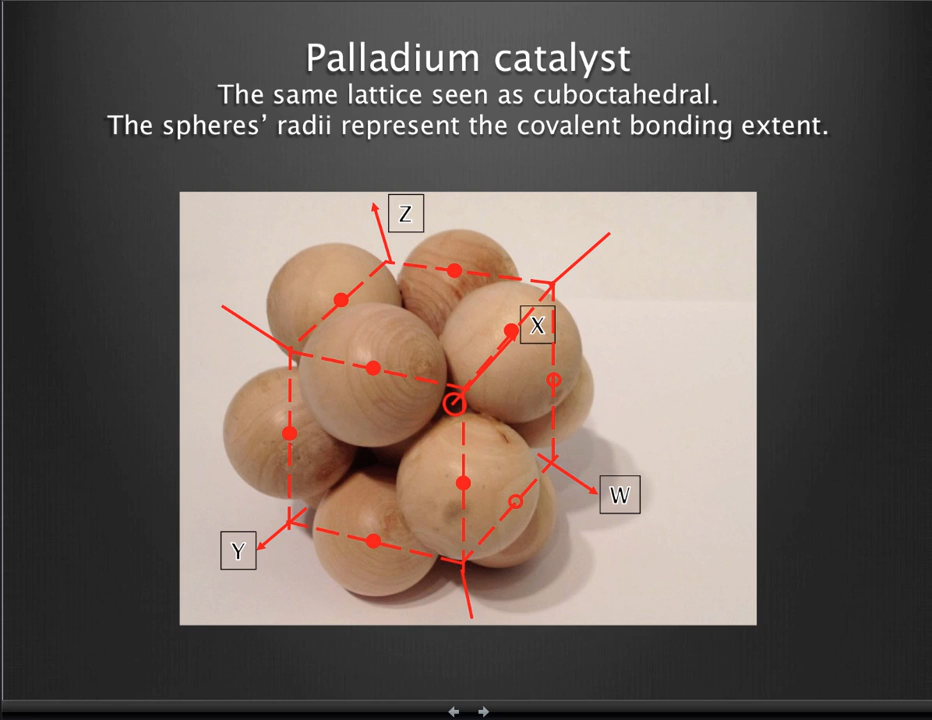 Palladium catalyst
The same lattice seen as cuboctahedral.
The spheres’ radii represent the covalent bonding extent.
Z
X
W
Y